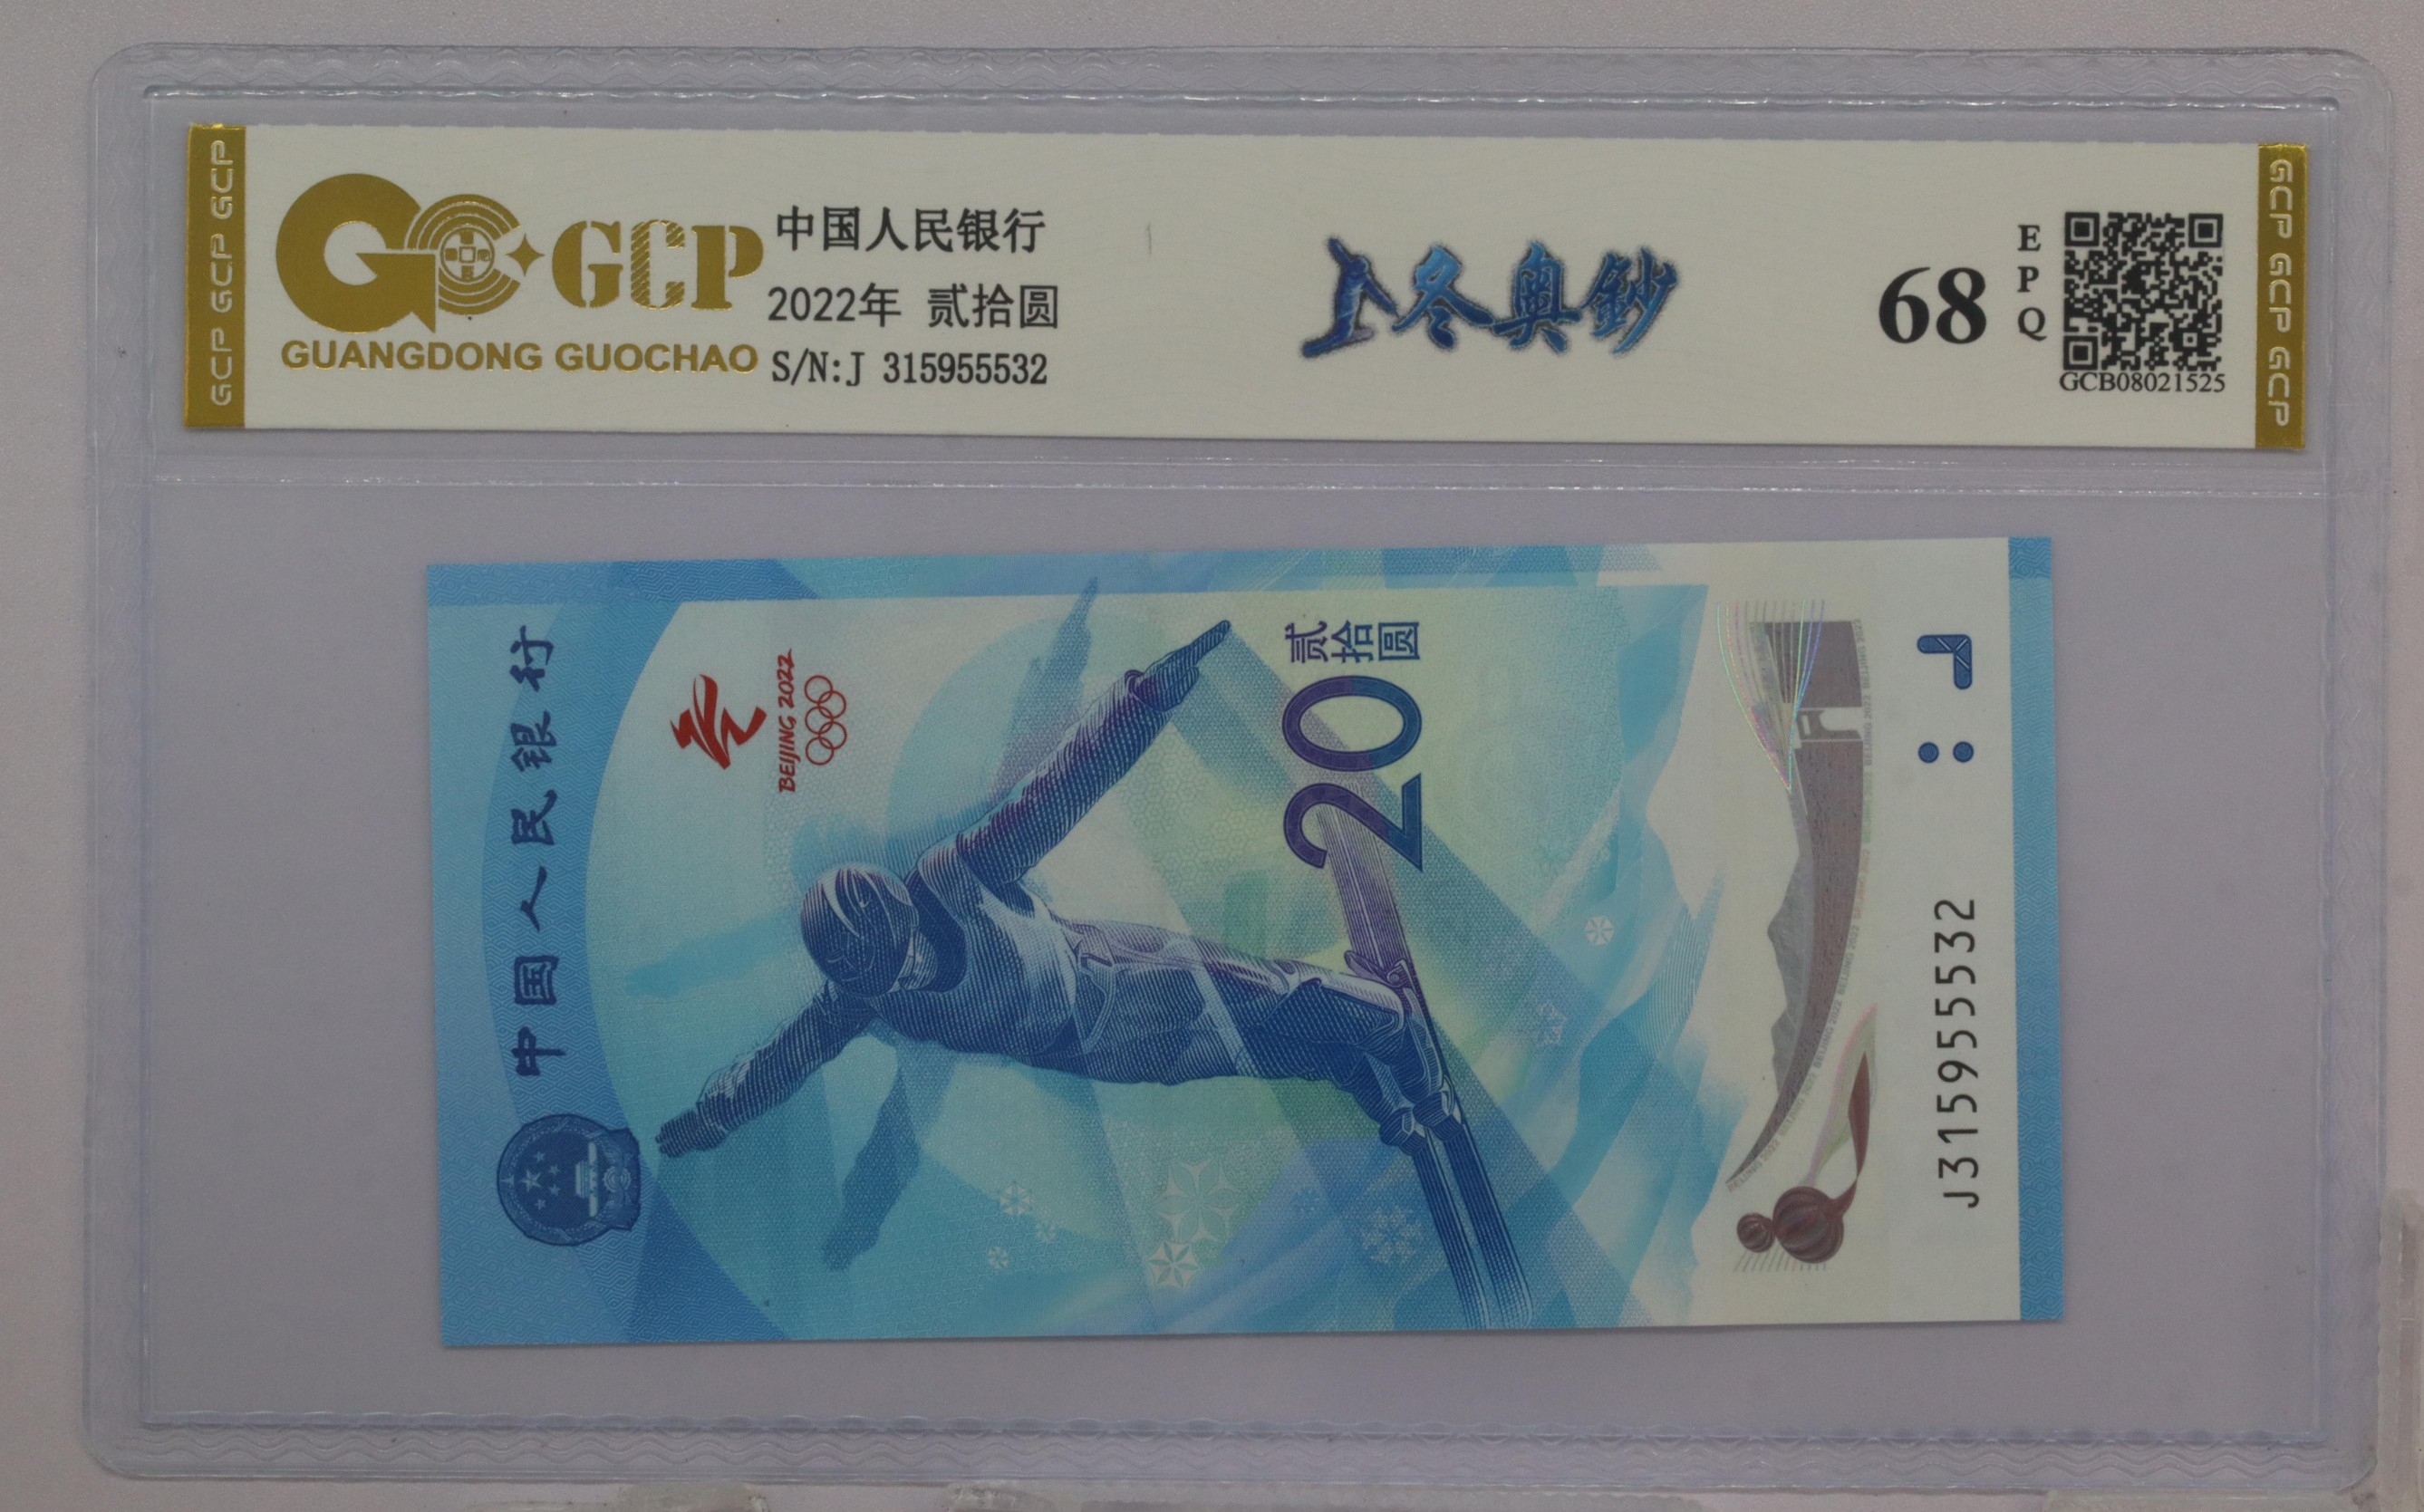 GCP GCP GCP
GCP
GUANGDONG GUOCHAO
中国人民银行
2022年 贰拾圆
S/N:J 315955532
冬奥鈔
68
EPQ
GCB08021525
GCP GCP GCP
中国人民银行
BEIJING 2022
贰拾圆
20
J315955532